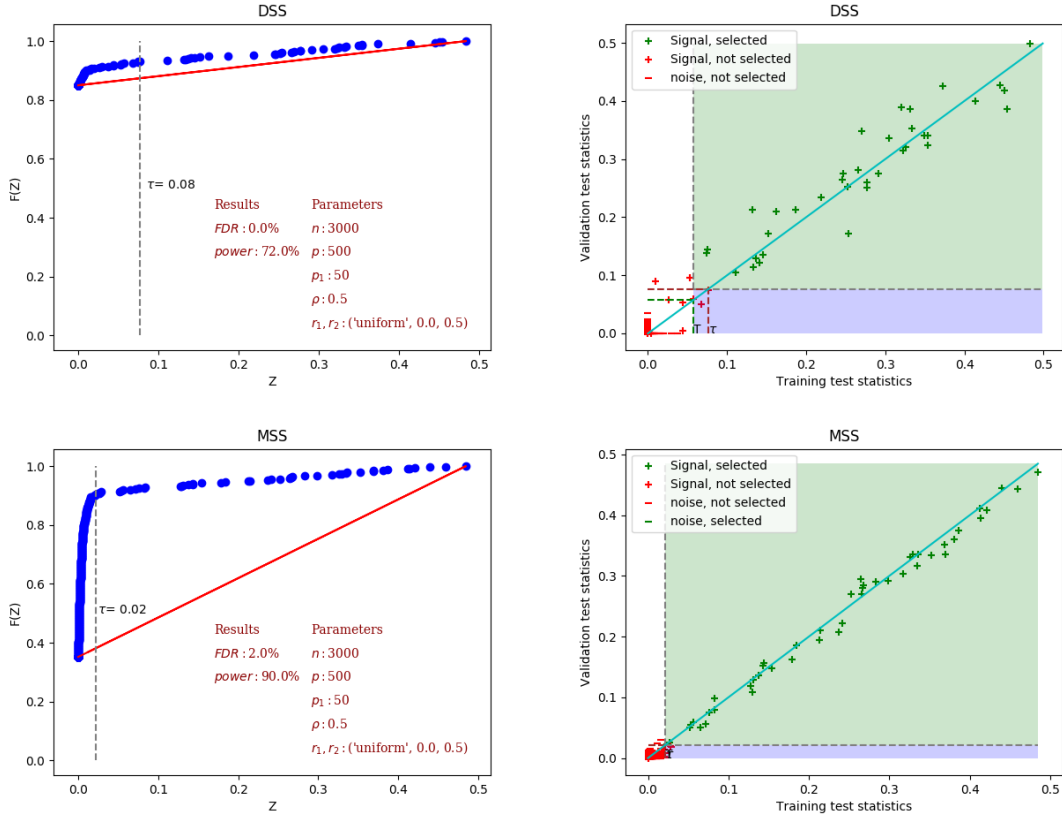 DSS
1.0
0.8
0.6
0.4
0.2
0.0
F(Z)
τ= 0.08
Results
FDR : 0.0%
power : 72.0%
Parameters
n : 3000
p : 500
p₁ : 50
ρ : 0.5
r₁, r₂ : ('uniform', 0.0, 0.5)
0.0 0.1 0.2 0.3 0.4 0.5
Z
DSS
Signal, selected
Signal, not selected
noise, not selected
0.5
0.4
0.3
0.2
0.1
0.0
Validation test statistics
τ
0.0 0.1 0.2 0.3 0.4 0.5
Training test statistics
MSS
1.0
0.8
0.6
0.4
0.2
0.0
F(Z)
τ= 0.02
Results
FDR : 2.0%
power : 90.0%
Parameters
n : 3000
p : 500
p₁ : 50
ρ : 0.5
r₁, r₂ : ('uniform', 0.0, 0.5)
0.0 0.1 0.2 0.3 0.4 0.5
Z
MSS
Signal, selected
Signal, not selected
noise, not selected
noise, selected
0.5
0.4
0.3
0.2
0.1
0.0
Validation test statistics
0.0 0.1 0.2 0.3 0.4 0.5
Training test statistics